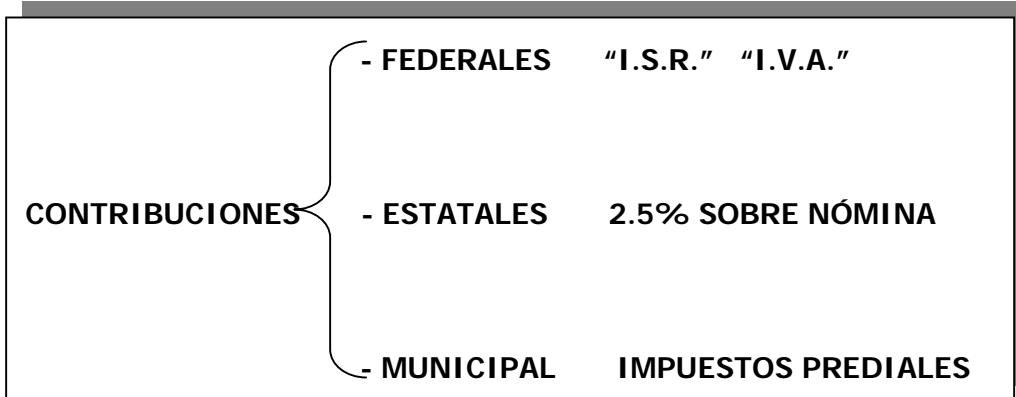 - FEDERALES “I.S.R.” “I.V.A.”
CONTRIBUCIONES - ESTATALES 2.5% SOBRE NÓMINA
- MUNICIPAL IMPUESTOS PREDIALES